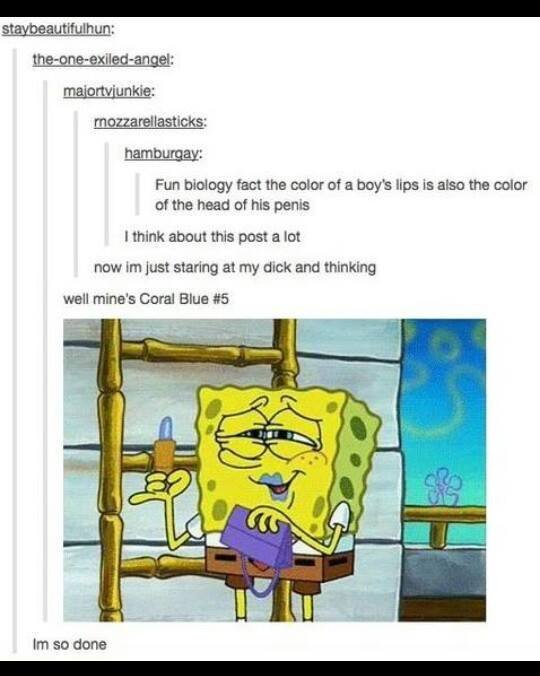 staybeautifulhun:
the-one-exiled-angel:
majortvjunkie:
mozzarellasticks:
hamburgay:
Fun biology fact the color of a boy's lips is also the color
of the head of his penis
I think about this post a lot
now im just staring at my dick and thinking
well mine's Coral Blue #5
Im so done